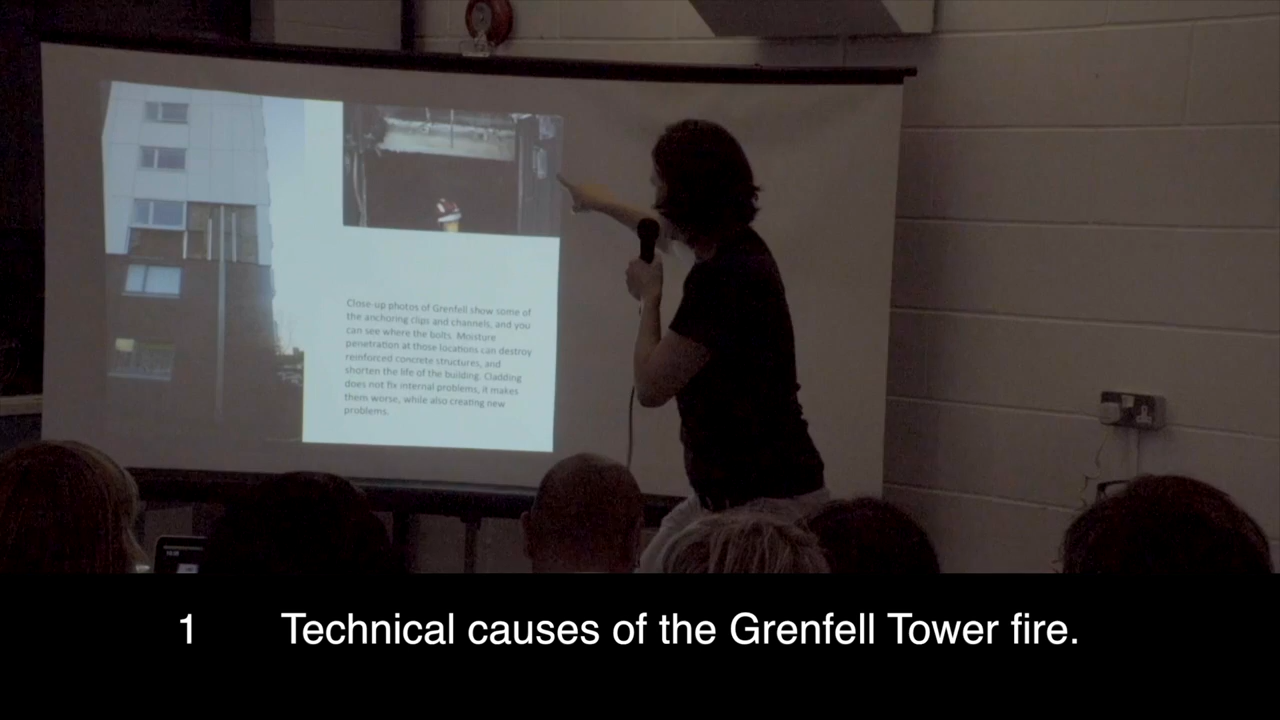 Close-up photos of Grenfell show some of
the anchoring clips and channels, and you
can see where the bolts. Moisture
penetration at those locations can destroy
reinforced concrete structures, and
shorten the life of the building. Cladding
does not fix internal problems, it makes
them worse, while also creating new
problems.
1 Technical causes of the Grenfell Tower fire.